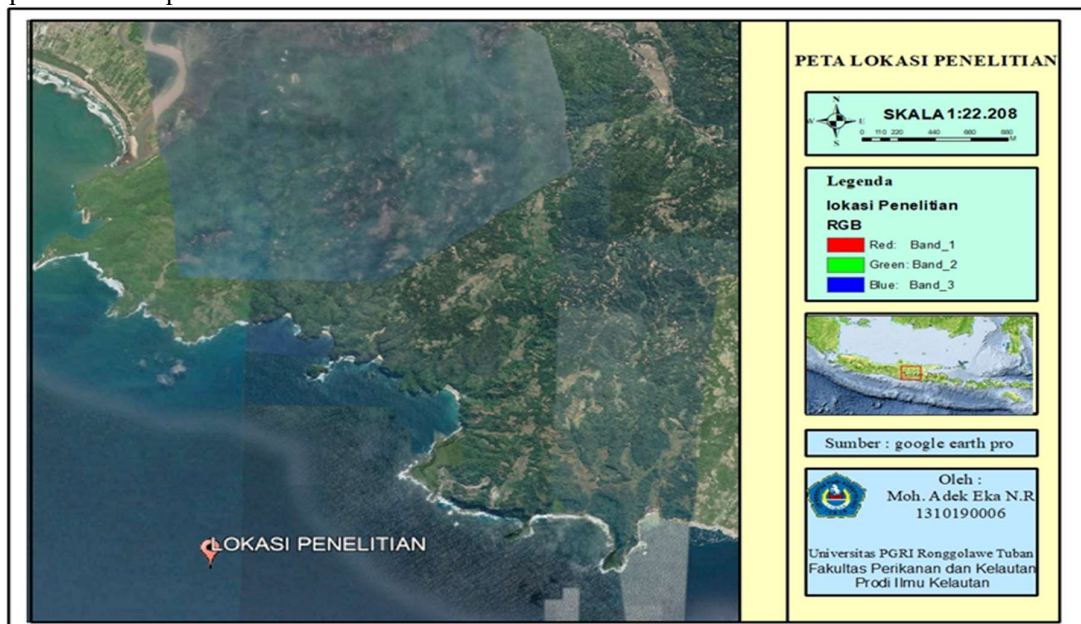 LOKASI PENELITIAN
PETA LOKASI PENELITIAN
N
W
E
S
SKALA 1:22.208
0 110 220 440 660 880
M
Legenda
lokasi Penelitian
RGB
Red: Band_1
Green: Band_2
Blue: Band_3
Sumber : google earth pro
Oleh :
Moh. Adek Eka N.R
1310190006
Universitas PGRI Ronggolawe Tuban
Fakultas Perikanan dan Kelautan
Prodi Ilmu Kelautan